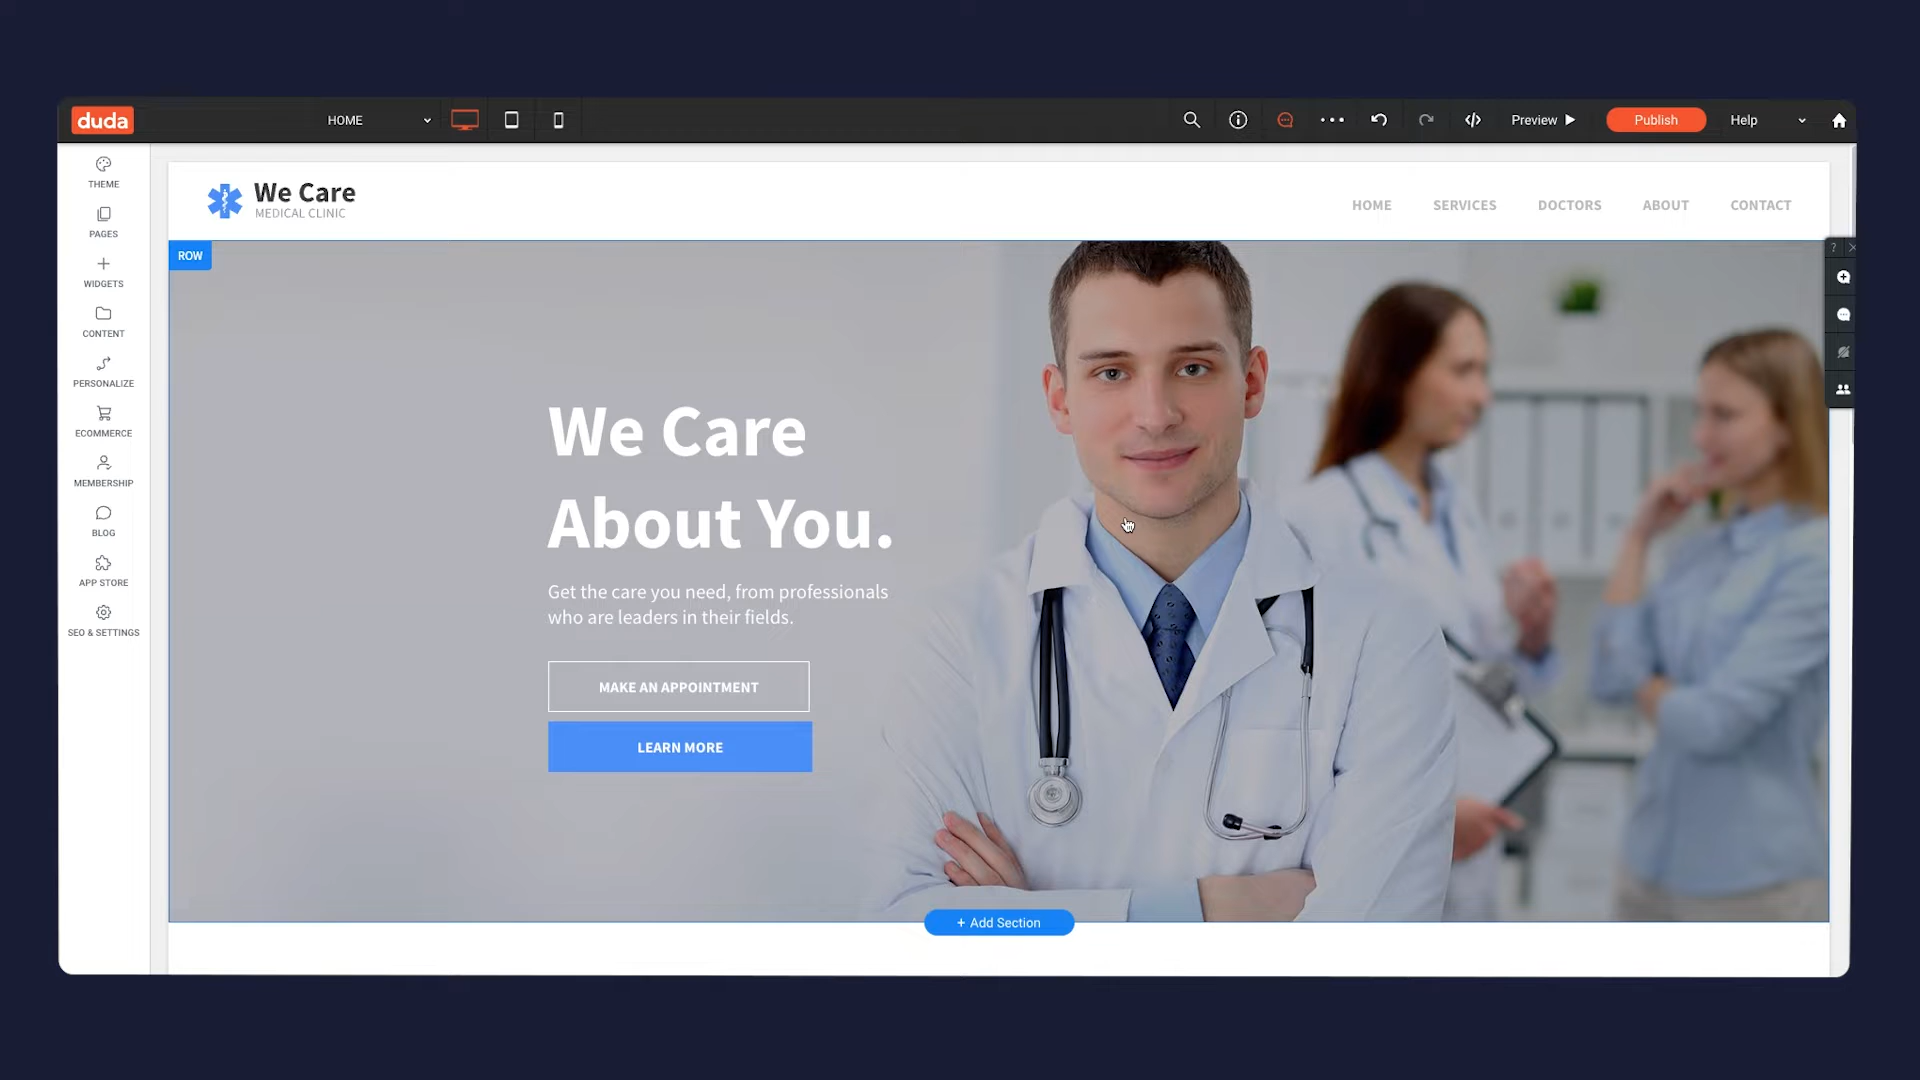 duda
HOME
Preview
Publish
Help
THEME
PAGES
WIDGETS
CONTENT
PERSONALIZE
ECOMMERCE
MEMBERSHIP
BLOG
APP STORE
SEO & SETTINGS
We Care
MEDICAL CLINIC
HOME SERVICES DOCTORS ABOUT CONTACT
ROW
?
We Care
About You.
Get the care you need, from professionals
who are leaders in their fields.
MAKE AN APPOINTMENT
LEARN MORE
+ Add Section